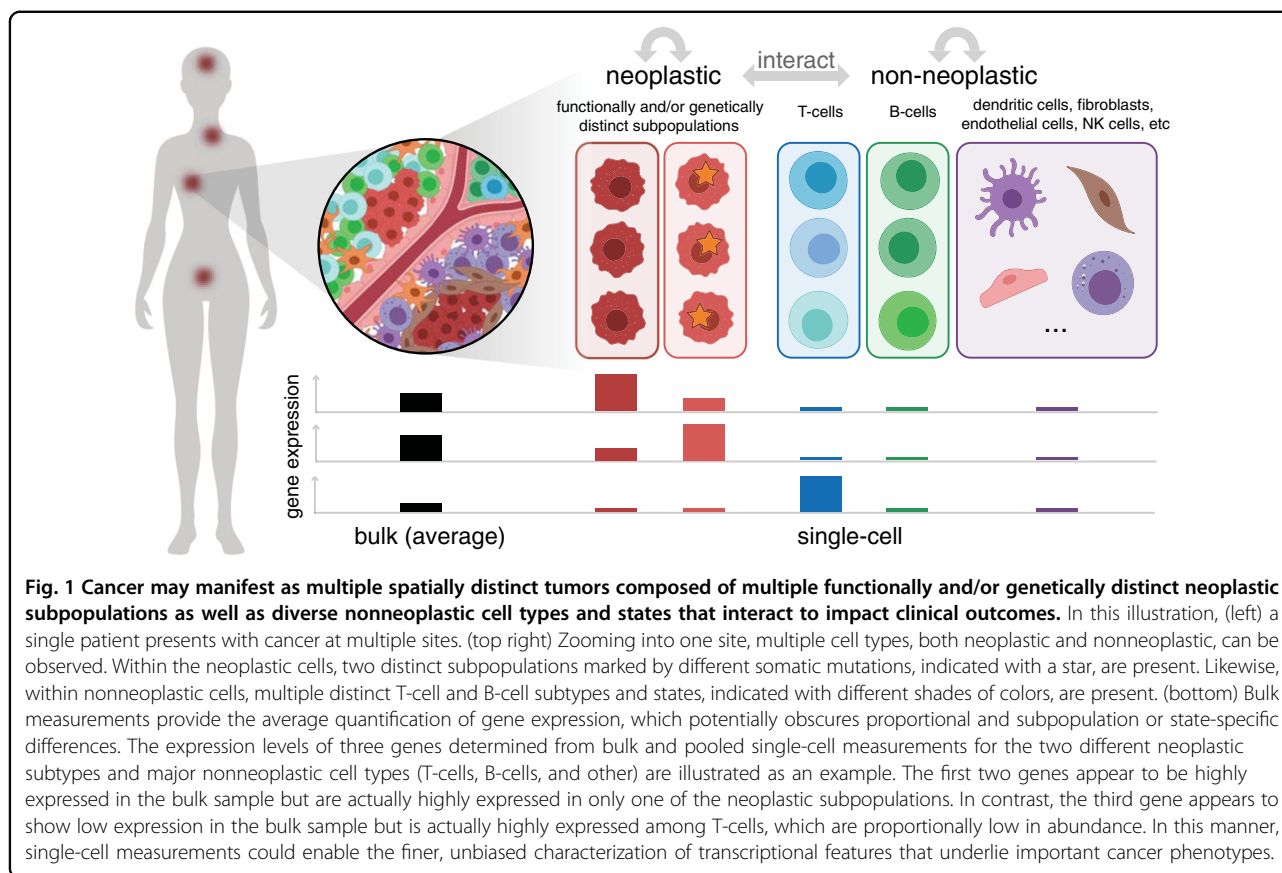 neoplastic
interact
non-neoplastic
functionally and/or genetically
distinct subpopulations
T-cells
B-cells
dendritic cells, fibroblasts,
endothelial cells, NK cells, etc
...
gene expression
bulk (average)
single-cell
Fig. 1 Cancer may manifest as multiple spatially distinct tumors composed of multiple functionally and/or genetically distinct neoplastic
subpopulations as well as diverse nonneoplastic cell types and states that interact to impact clinical outcomes. In this illustration, (left) a
single patient presents with cancer at multiple sites. (top right) Zooming into one site, multiple cell types, both neoplastic and nonneoplastic, can be
observed. Within the neoplastic cells, two distinct subpopulations marked by different somatic mutations, indicated with a star, are present. Likewise,
within nonneoplastic cells, multiple distinct T-cell and B-cell subtypes and states, indicated with different shades of colors, are present. (bottom) Bulk
measurements provide the average quantification of gene expression, which potentially obscures proportional and subpopulation or state-specific
differences. The expression levels of three genes determined from bulk and pooled single-cell measurements for the two different neoplastic
subtypes and major nonneoplastic cell types (T-cells, B-cells, and other) are illustrated as an example. The first two genes appear to be highly
expressed in the bulk sample but are actually highly expressed in only one of the neoplastic subpopulations. In contrast, the third gene appears to
show low expression in the bulk sample but is actually highly expressed among T-cells, which are proportionally low in abundance. In this manner,
single-cell measurements could enable the finer, unbiased characterization of transcriptional features that underlie important cancer phenotypes.